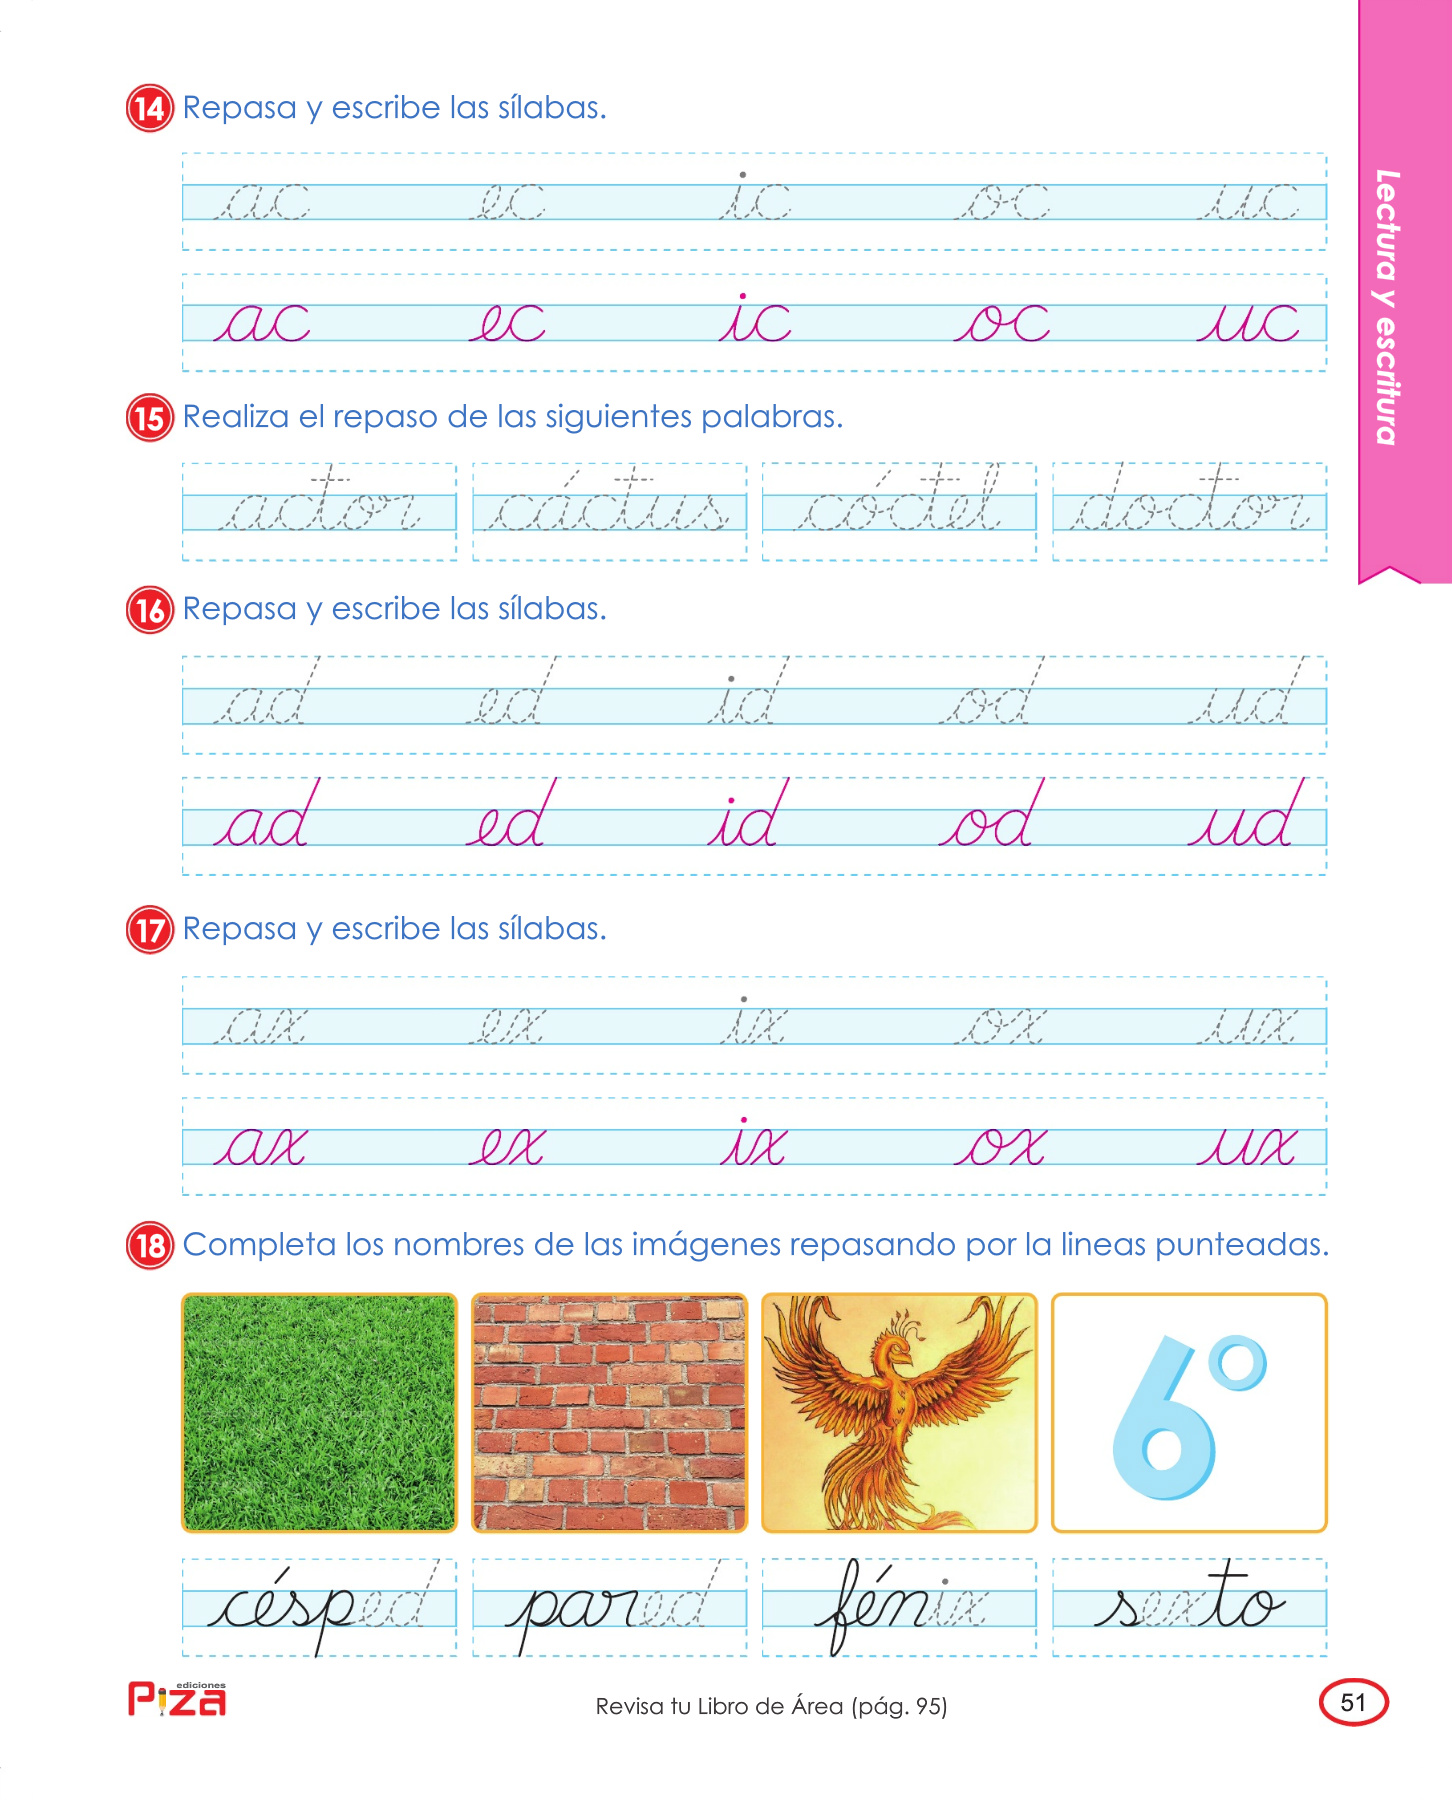 14 Repasa y escribe las sílabas.
ac ec ic oc uc
ac ec ic oc uc
15 Realiza el repaso de las siguientes palabras.
actor cáctus cóctel doctor
16 Repasa y escribe las sílabas.
ad ed id od ud
ad ed id od ud
17 Repasa y escribe las sílabas.
ax ex ix ox ux
ax ex ix ox ux
18 Completa los nombres de las imágenes repasando por la lineas punteadas.
6°
césped pared fénix sexto
ediciones
Piza
Revisa tu Libro de Área (pág. 95)
51
Lectura y escritura